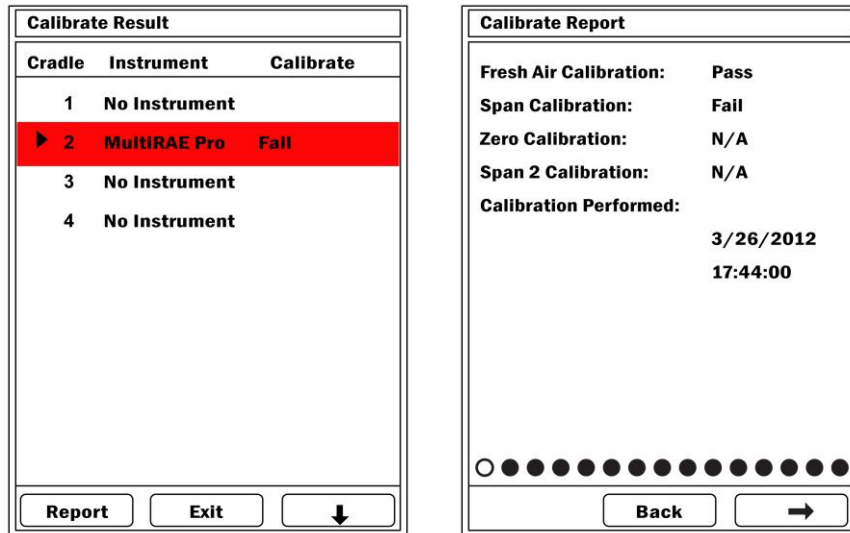 Calibrate Result
Cradle Instrument Calibrate
1 No Instrument
2 MultiRAE Pro Fail
3 No Instrument
4 No Instrument
Report Exit
Calibrate Report
Fresh Air Calibration: Pass
Span Calibration: Fail
Zero Calibration: N/A
Span 2 Calibration: N/A
Calibration Performed:
3/26/2012
17:44:00
Back